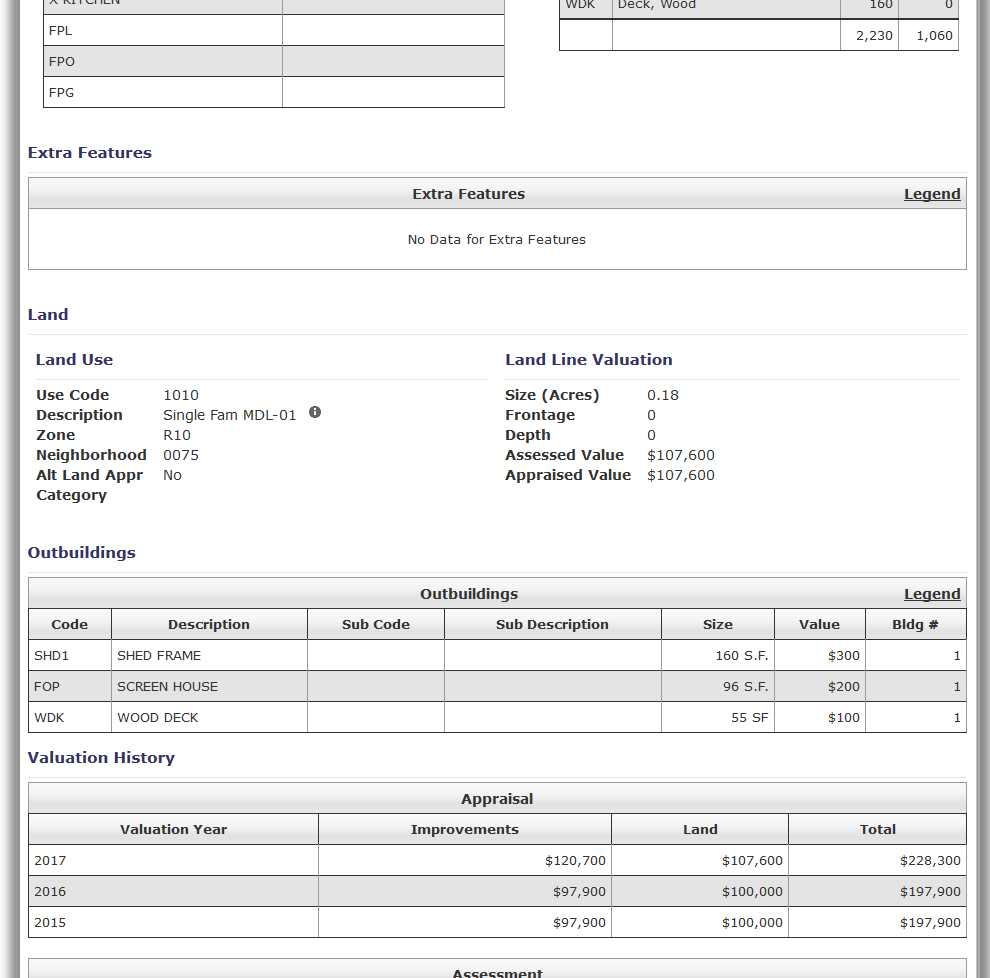 X KITCHEN
FPL
FPO
FPG
WDK Deck, Wood 160 0
2,230 1,060
Extra Features
Extra Features Legend
No Data for Extra Features
Land
Land Use
Use Code 1010
Description Single Fam MDL-01
Zone R10
Neighborhood 0075
Alt Land Appr No
Category
Land Line Valuation
Size (Acres) 0.18
Frontage 0
Depth 0
Assessed Value $107,600
Appraised Value $107,600
Outbuildings
Outbuildings Legend
Code Description Sub Code Sub Description Size Value Bldg #
SHD1 SHED FRAME 160 S.F. $300 1
FOP SCREEN HOUSE 96 S.F. $200 1
WDK WOOD DECK 55 SF $100 1
Valuation History
Appraisal
Valuation Year Improvements Land Total
2017 $120,700 $107,600 $228,300
2016 $97,900 $100,000 $197,900
2015 $97,900 $100,000 $197,900
Assessment